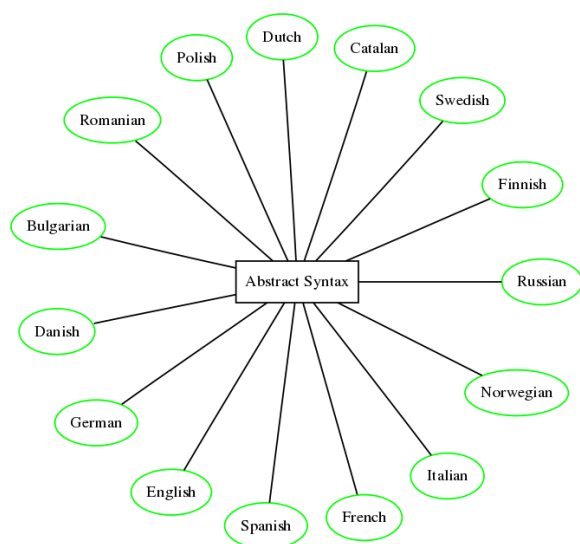 Dutch
Catalan
Polish
Swedish
Romanian
Finnish
Bulgarian
Abstract Syntax
Russian
Danish
Norwegian
German
Italian
English
French
Spanish